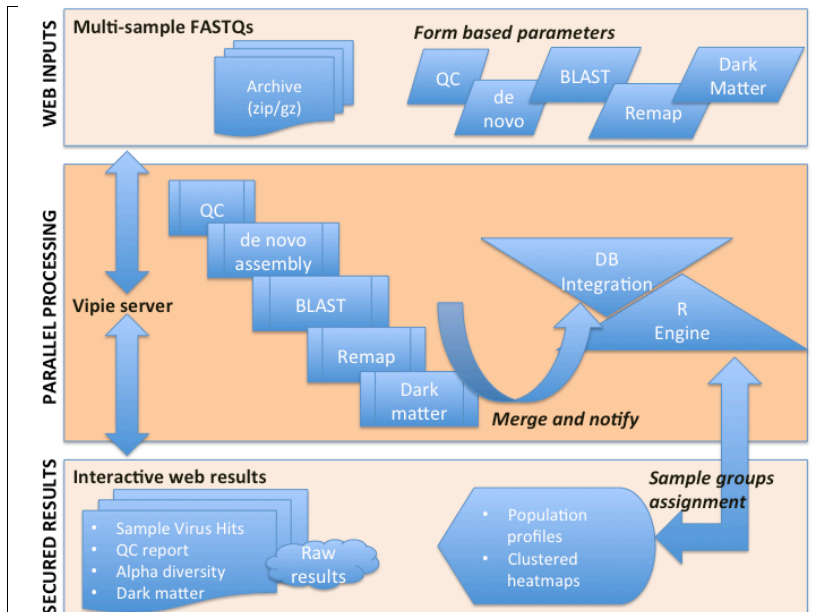 WEB INPUTS
Multi-sample FASTQs
Archive
(zip/gz)
Form based parameters
QC
de
novo
BLAST
Remap
Dark
Matter
PARALLEL PROCESSING
Vipie server
QC
de novo
assembly
BLAST
Remap
Dark
matter
DB
Integration
R
Engine
Merge and notify
SECURED RESULTS
Interactive web results
• Sample Virus Hits
• QC report
• Alpha diversity
• Dark matter
Raw
results
• Population
profiles
• Clustered
heatmaps
Sample groups
assignment